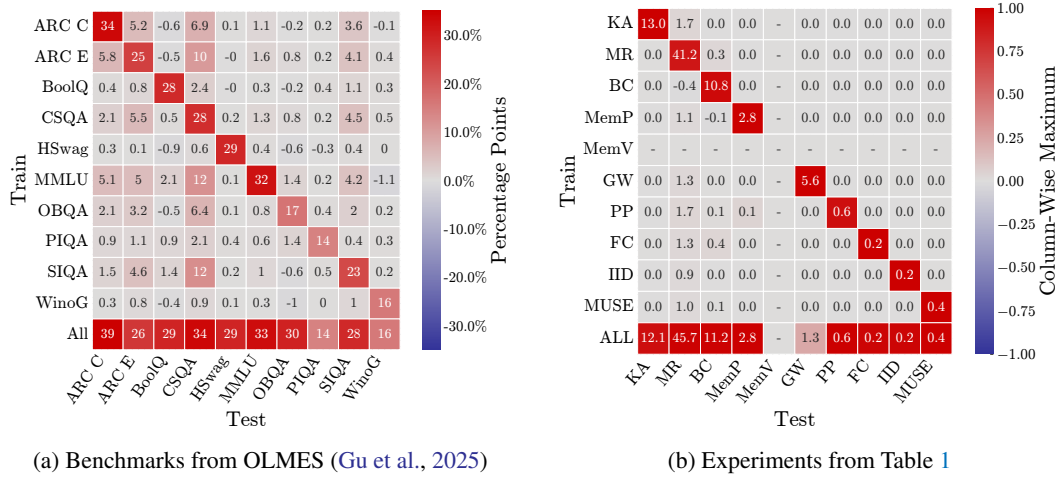 ARC C 34 5.2 -0.6 6.9 0.1 1.1 -0.2 0.2 3.6 -0.1
ARC E 5.8 25 -0.5 10 -0 1.6 0.8 0.2 4.1 0.4
BoolQ 0.4 0.8 28 2.4 -0 0.3 -0.2 0.4 1.1 0.3
CSQA 2.1 5.5 0.5 28 0.2 1.3 0.8 0.2 4.5 0.5
HSwag 0.3 0.1 -0.9 0.6 29 0.4 -0.6 -0.3 0.4 0
MMLU 5.1 5 2.1 12 0.1 32 1.4 0.2 4.2 -1.1
OBQA 2.1 3.2 -0.5 6.4 0.1 0.8 17 0.4 2 0.2
PIQA 0.9 1.1 0.9 2.1 0.4 0.6 1.4 14 0.4 0.3
SIQA 1.5 4.6 1.4 12 0.2 1 -0.6 0.5 23 0.2
WinoG 0.3 0.8 -0.4 0.9 0.1 0.3 -1 0 1 16
All 39 26 29 34 29 33 30 14 28 16
ARC C ARC E BoolQ CSQA HSwag MMLU OBQA PIQA SIQA WinoG
Train
Test
30.0%
20.0%
10.0%
0.0%
-10.0%
-20.0%
-30.0%
Percentage Points
(a) Benchmarks from OLMES (Gu et al., 2025)
KA 13.0 1.7 0.0 0.0 - 0.0 0.0 0.0 0.0 0.0
MR 0.0 41.2 0.3 0.0 - 0.0 0.0 0.0 0.0 0.0
BC 0.0 -0.4 10.8 0.0 - 0.0 0.0 0.0 0.0 0.0
MemP 0.0 1.1 -0.1 2.8 - 0.0 0.0 0.0 0.0 0.0
MemV - - - - - - - - - -
GW 0.0 1.3 0.0 0.0 - 5.6 0.0 0.0 0.0 0.0
PP 0.0 1.7 0.1 0.1 - 0.0 0.6 0.0 0.0 0.0
FC 0.0 1.3 0.4 0.0 - 0.0 0.0 0.2 0.0 0.0
IID 0.0 0.9 0.0 0.0 - 0.0 0.0 0.0 0.2 0.0
MUSE 0.0 1.0 0.1 0.0 - 0.0 0.0 0.0 0.0 0.4
ALL 12.1 45.7 11.2 2.8 - 1.3 0.6 0.2 0.2 0.4
KA MR BC MemP MemV GW PP FC IID MUSE
Train
Test
1.00
0.75
0.50
0.25
0.00
−0.25
−0.50
−0.75
−1.00
Column-Wise Maximum
(b) Experiments from Table 1